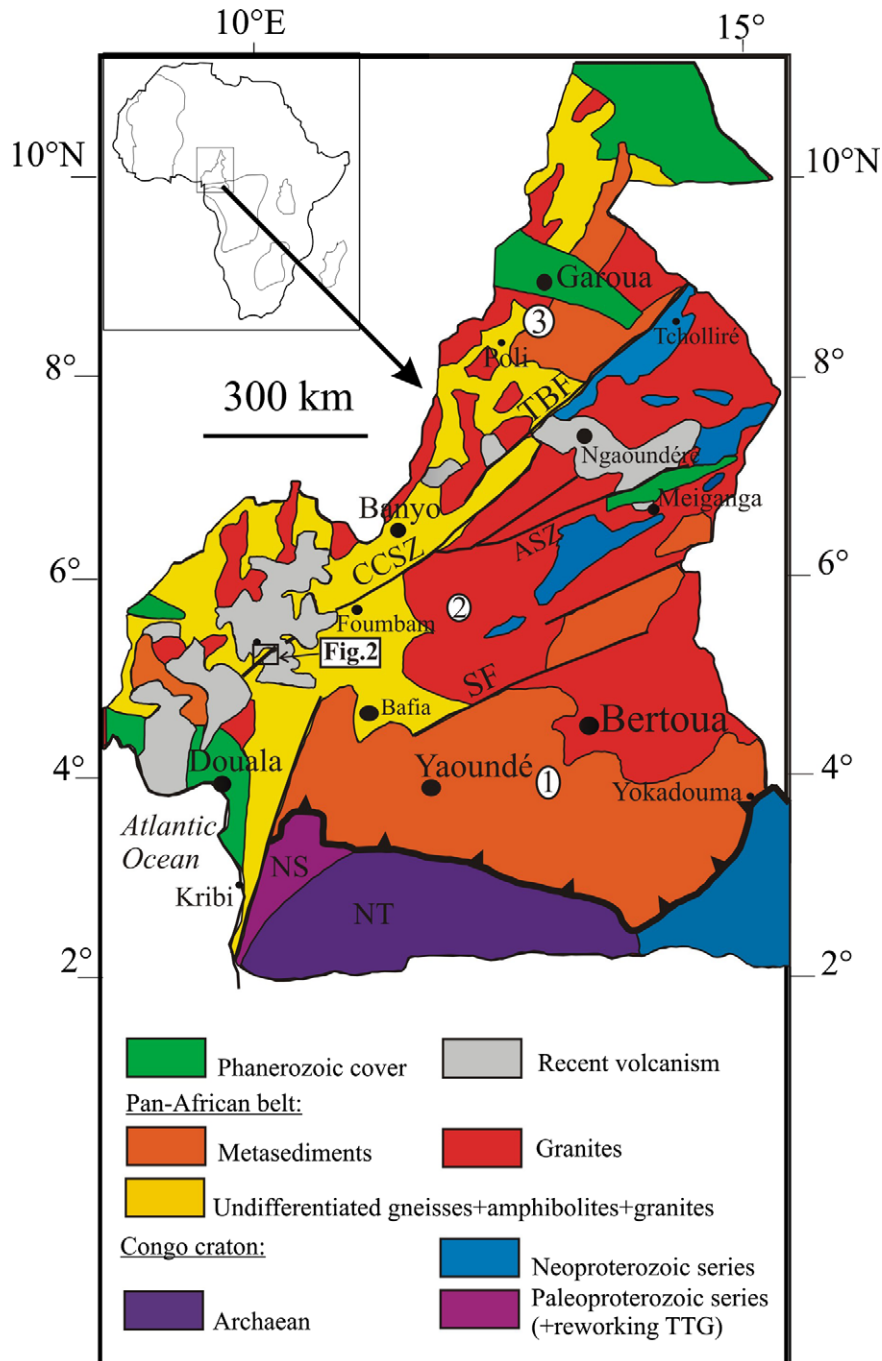 10°E 15°
10°N 10°N
Garoua
3
Tcholliré
Poli
8° 8°
TBF
300 km
Ngaoundéré
Meiganga
Banyo
ASZ
CCSZ
6° 6°
2
Foumbam
Fig.2
SF
Bafia
Bertoua
Douala
4° 4°
Yaoundé
1
Yokadouma
Atlantic
Ocean
NS
Kribi
NT
2° 2°
Phanerozoic cover Recent volcanism
Pan-African belt:
Metasediments Granites
Undifferentiated gneisses+amphibolites+granites
Congo craton:
Neoproterozoic series
Archaean Paleoproterozoic series
(+reworking TTG)